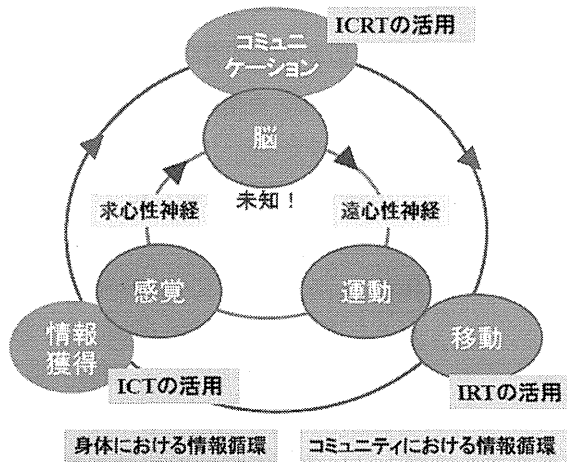 ICRTの活用
コミュニ
ケーション
脳
未知！
求心性神経
遠心性神経
感覚
運動
情報
獲得
移動
ICTの活用
IRTの活用
身体における情報循環
コミュニティにおける情報循環